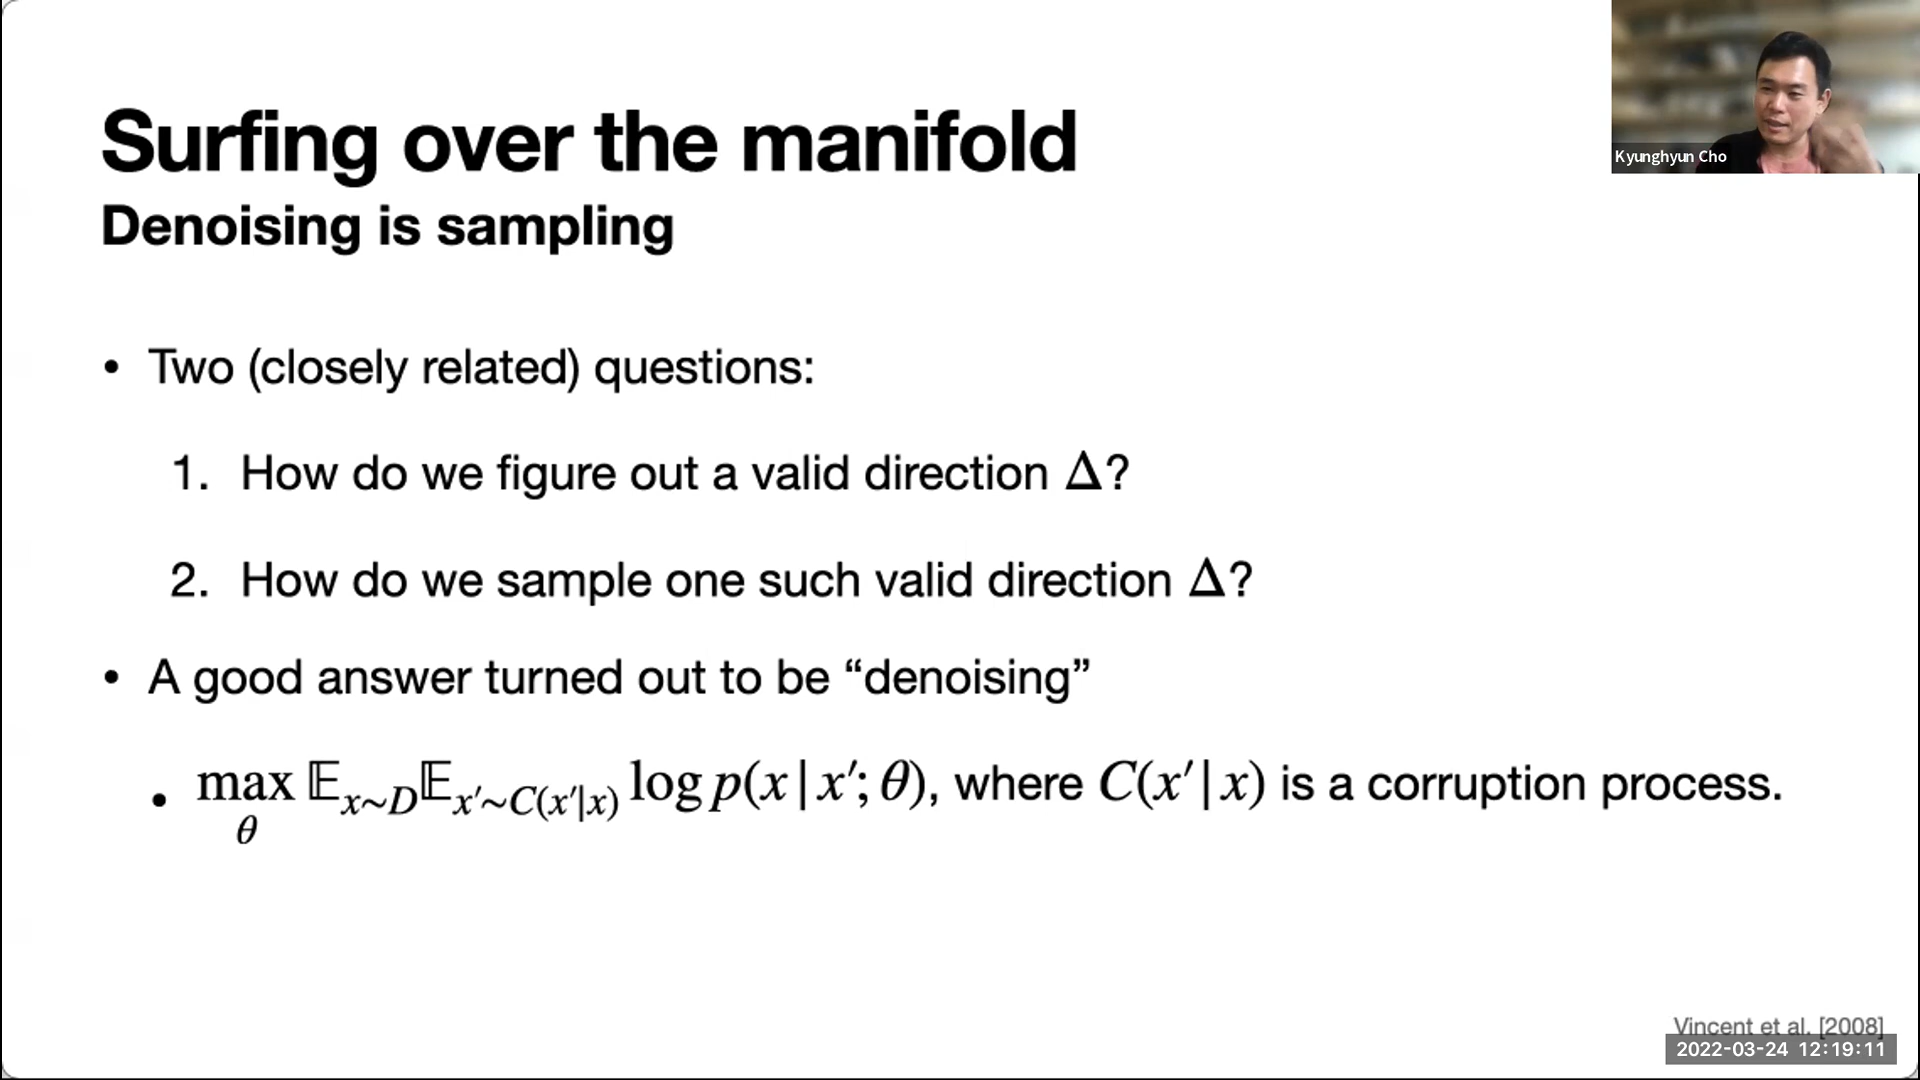 Kyunghyun Cho
Surfing over the manifold
Denoising is sampling
• Two (closely related) questions:
1. How do we figure out a valid direction Δ?
2. How do we sample one such valid direction Δ?
• A good answer turned out to be “denoising”
• max_θ 𝔼_{x∼D}𝔼_{x′∼C(x′|x)} log p(x | x′; θ), where C(x′ | x) is a corruption process.
Vincent et al. [2008]
2022-03-24 12:19:11